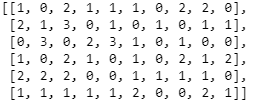 [[1, 0, 2, 1, 1, 1, 0, 2, 2, 0],
[2, 1, 3, 0, 1, 0, 1, 0, 1, 1],
[0, 3, 0, 2, 3, 1, 0, 1, 0, 0],
[1, 0, 2, 1, 0, 1, 0, 2, 1, 2],
[2, 2, 2, 0, 0, 1, 1, 1, 1, 0],
[1, 1, 1, 1, 1, 2, 0, 0, 2, 1]]